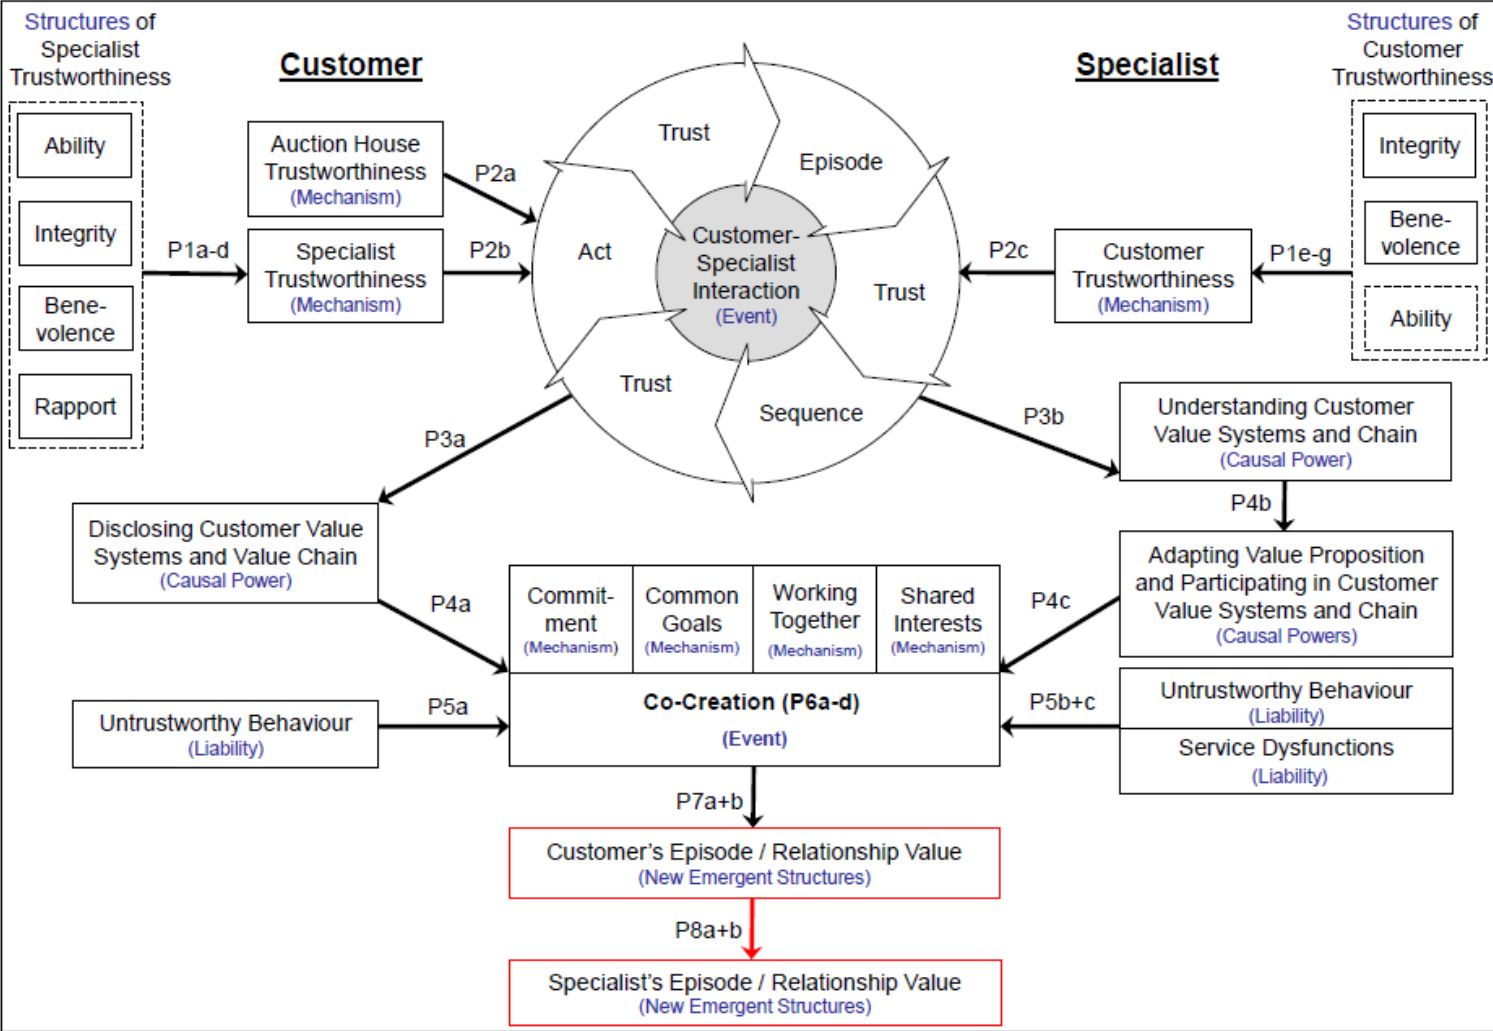 Structures of
Specialist
Trustworthiness
Customer
Specialist
Structures of
Customer
Trustworthiness
Ability
Integrity
Bene-
volence
Rapport
P1a-d
Auction House
Trustworthiness
(Mechanism)
P2a
Specialist
Trustworthiness
(Mechanism)
P2b
Trust
Episode
Act
Trust
Trust
Sequence
Customer-
Specialist
Interaction
(Event)
P2c
Customer
Trustworthiness
(Mechanism)
P1e-g
Integrity
Bene-
volence
Ability
P3a
P3b
Understanding Customer
Value Systems and Chain
(Causal Power)
P4b
Disclosing Customer Value
Systems and Value Chain
(Causal Power)
P4a
Adapting Value Proposition
and Participating in Customer
Value Systems and Chain
(Causal Powers)
P4c
Commit-
ment
(Mechanism)
Common
Goals
(Mechanism)
Working
Together
(Mechanism)
Shared
Interests
(Mechanism)
Co-Creation (P6a-d)
(Event)
Untrustworthy Behaviour
(Liability)
P5a
P5b+c
Untrustworthy Behaviour
(Liability)
Service Dysfunctions
(Liability)
P7a+b
Customer's Episode / Relationship Value
(New Emergent Structures)
P8a+b
Specialist's Episode / Relationship Value
(New Emergent Structures)